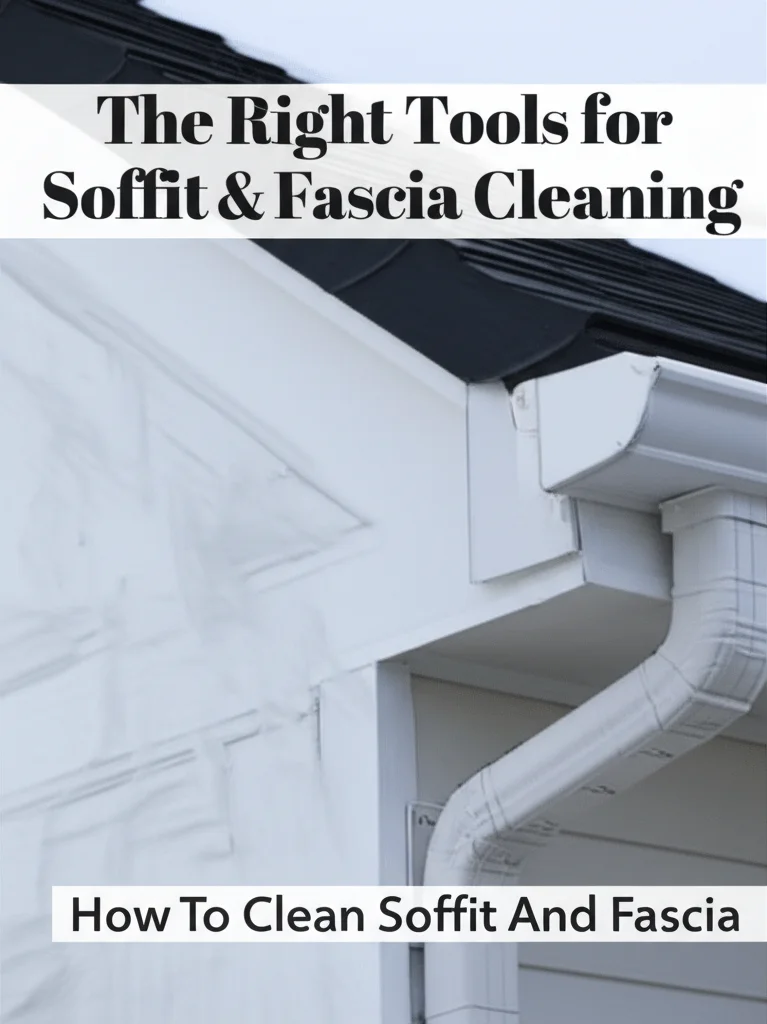 The Right Tools for
Soffit & Fascia Cleaning
How To Clean Soffit And Fascia